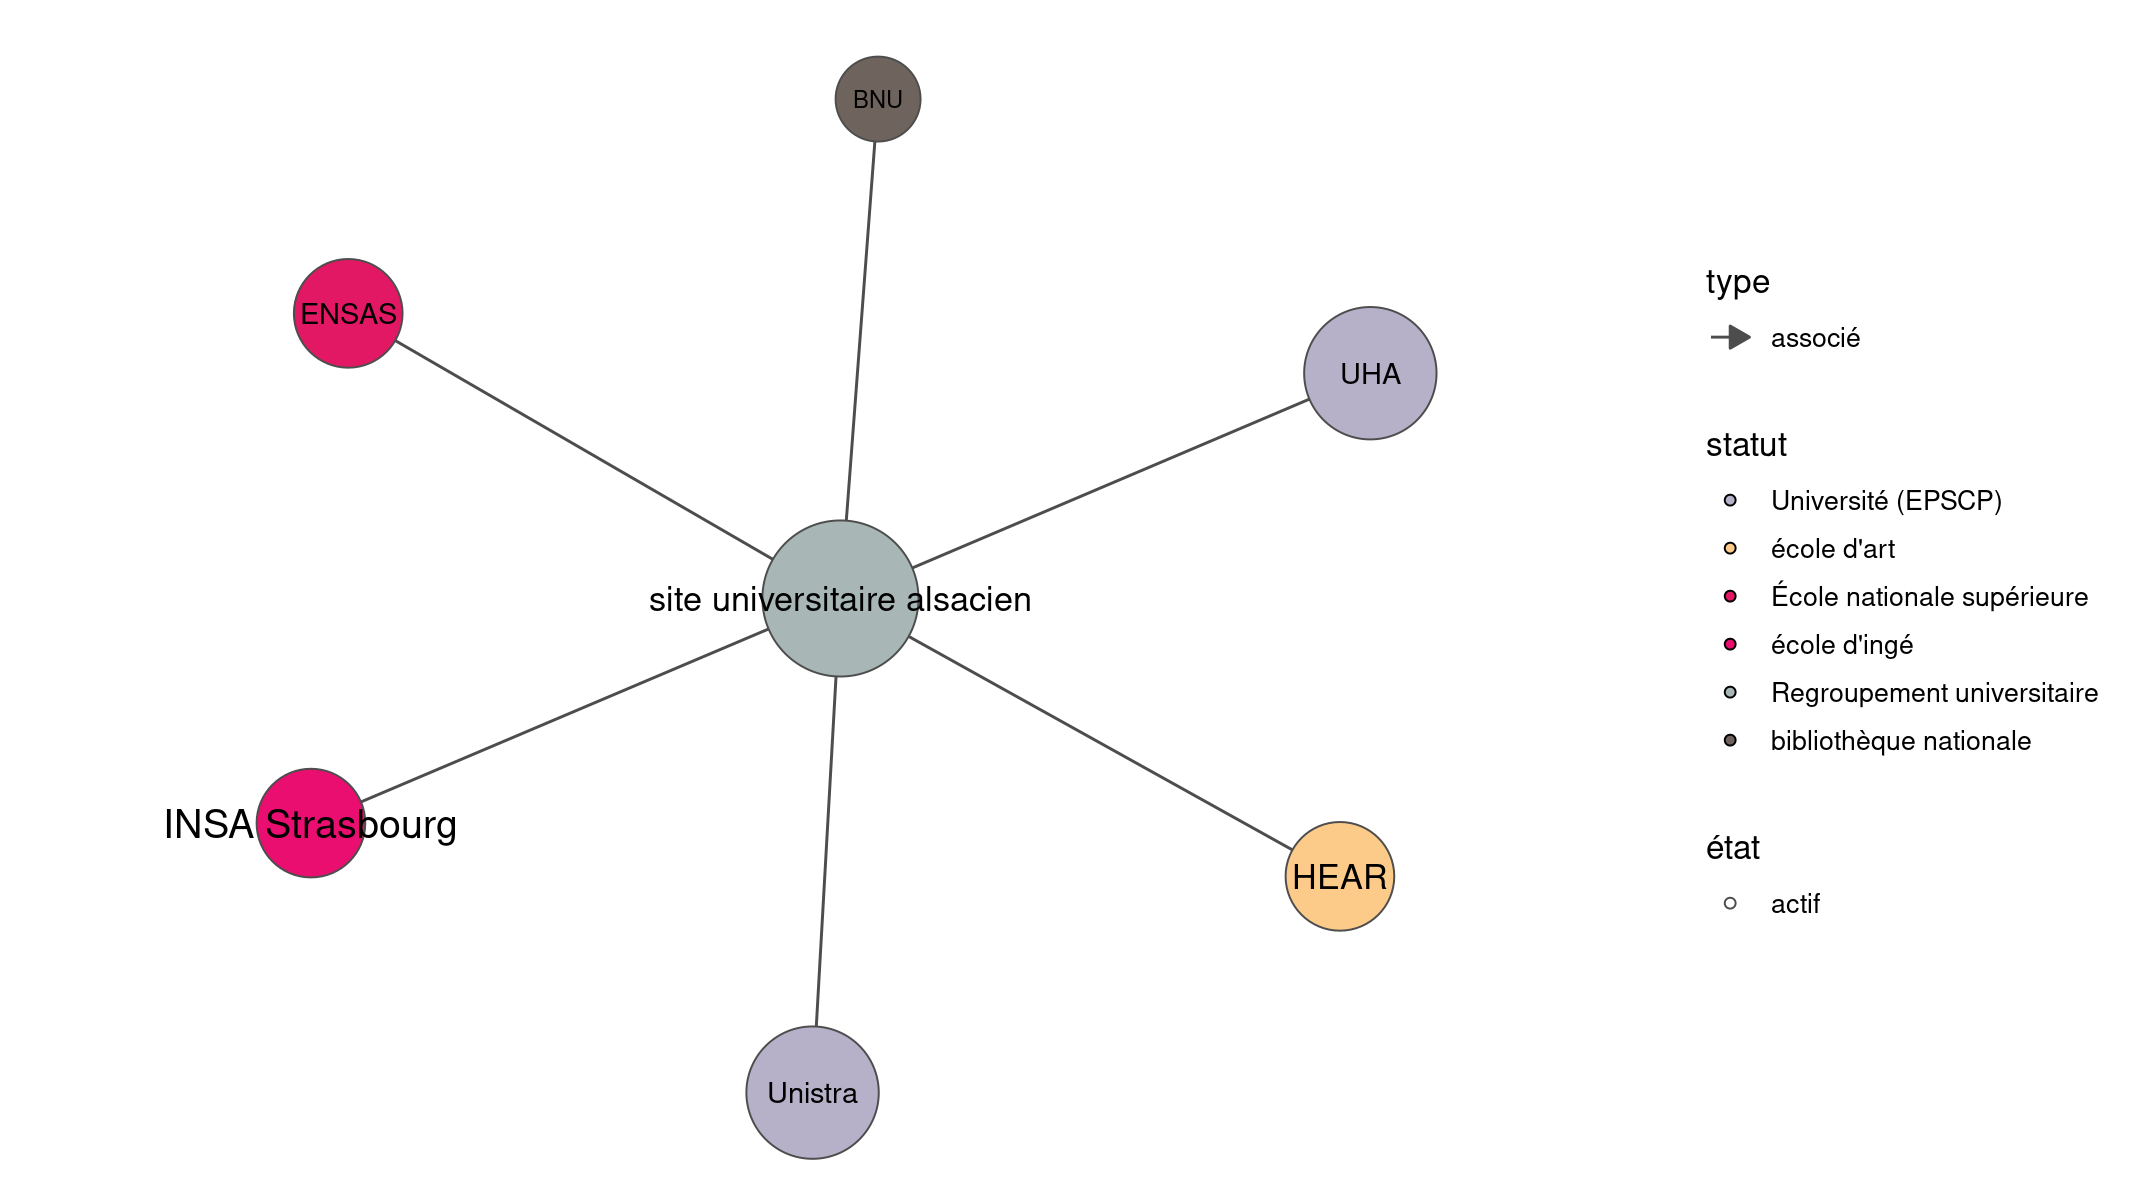 BNU
ENSAS
UHA
site universitaire alsacien
INSA Strasbourg
HEAR
Unistra
type
associé
statut
Université (EPSCP)
école d'art
École nationale supérieure
école d'ingé
Regroupement universitaire
bibliothèque nationale
état
actif